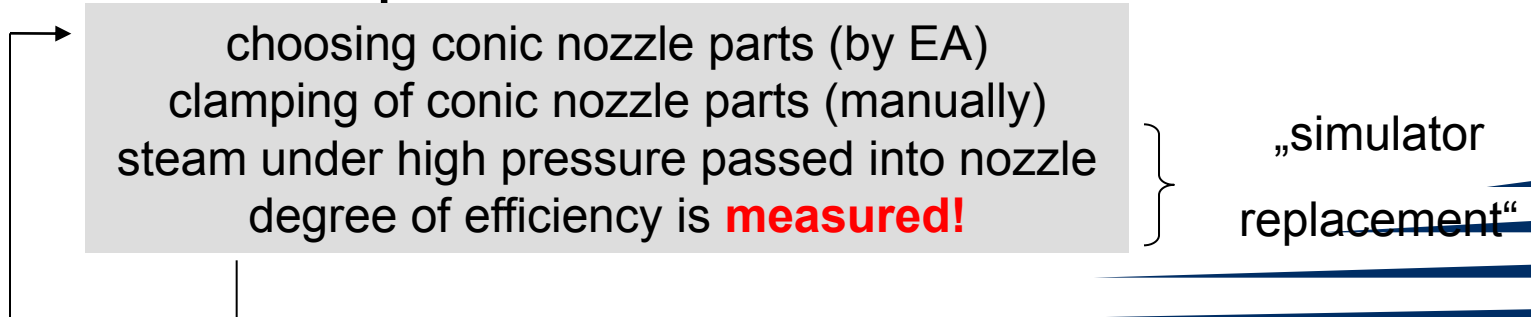 choosing conic nozzle parts (by EA)
clamping of conic nozzle parts (manually)
steam under high pressure passed into nozzle
degree of efficiency is measured!
„simulator
replacement“